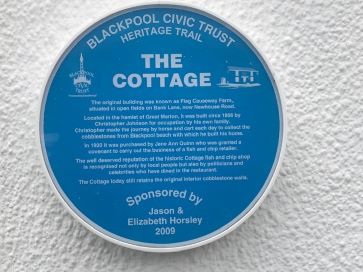 BLACKPOOL CIVIC TRUST
HERITAGE TRAIL
BLACKPOOL
CIVIC
TRUST
THE
COTTAGE
The original building was known as Flag Causeway Farm,
situated in open fields on Bank Lane, now Newhouse Road.
Located in the hamlet of Great Marton, it was built circa 1856 by
Christopher Johnson for occupation by his own family.
Christopher made the journey by horse and cart each day to collect the
cobblestones from Blackpool beach with which he built his home.
In 1920 it was purchased by Jane Ann Quinn who was granted a
covenant to carry out the business of a fish and chip retailer.
The well deserved reputation of the historic Cottage fish and chip shop
is recognised not only by local people but also by politicians and
celebrities who have dined in the restaurant.
The Cottage today still retains the original interior cobblestone walls.
Sponsored by
Jason &
Elizabeth Horsley
2009